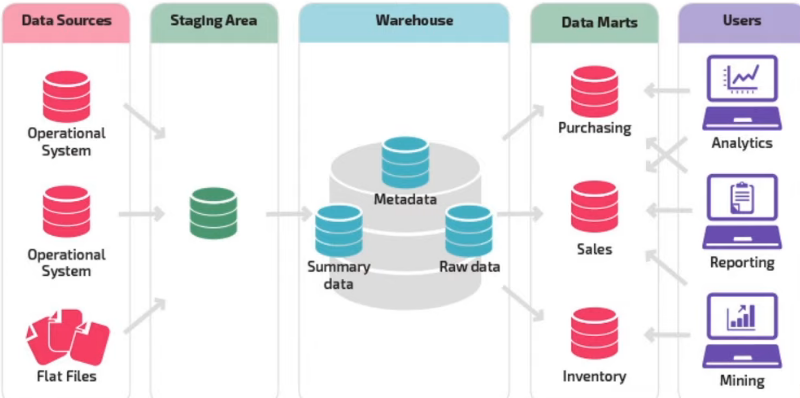 Data Sources
Staging Area
Warehouse
Data Marts
Users
Operational
System
Operational
System
Flat Files
Metadata
Summary
data
Raw data
Purchasing
Sales
Inventory
Analytics
Reporting
Mining